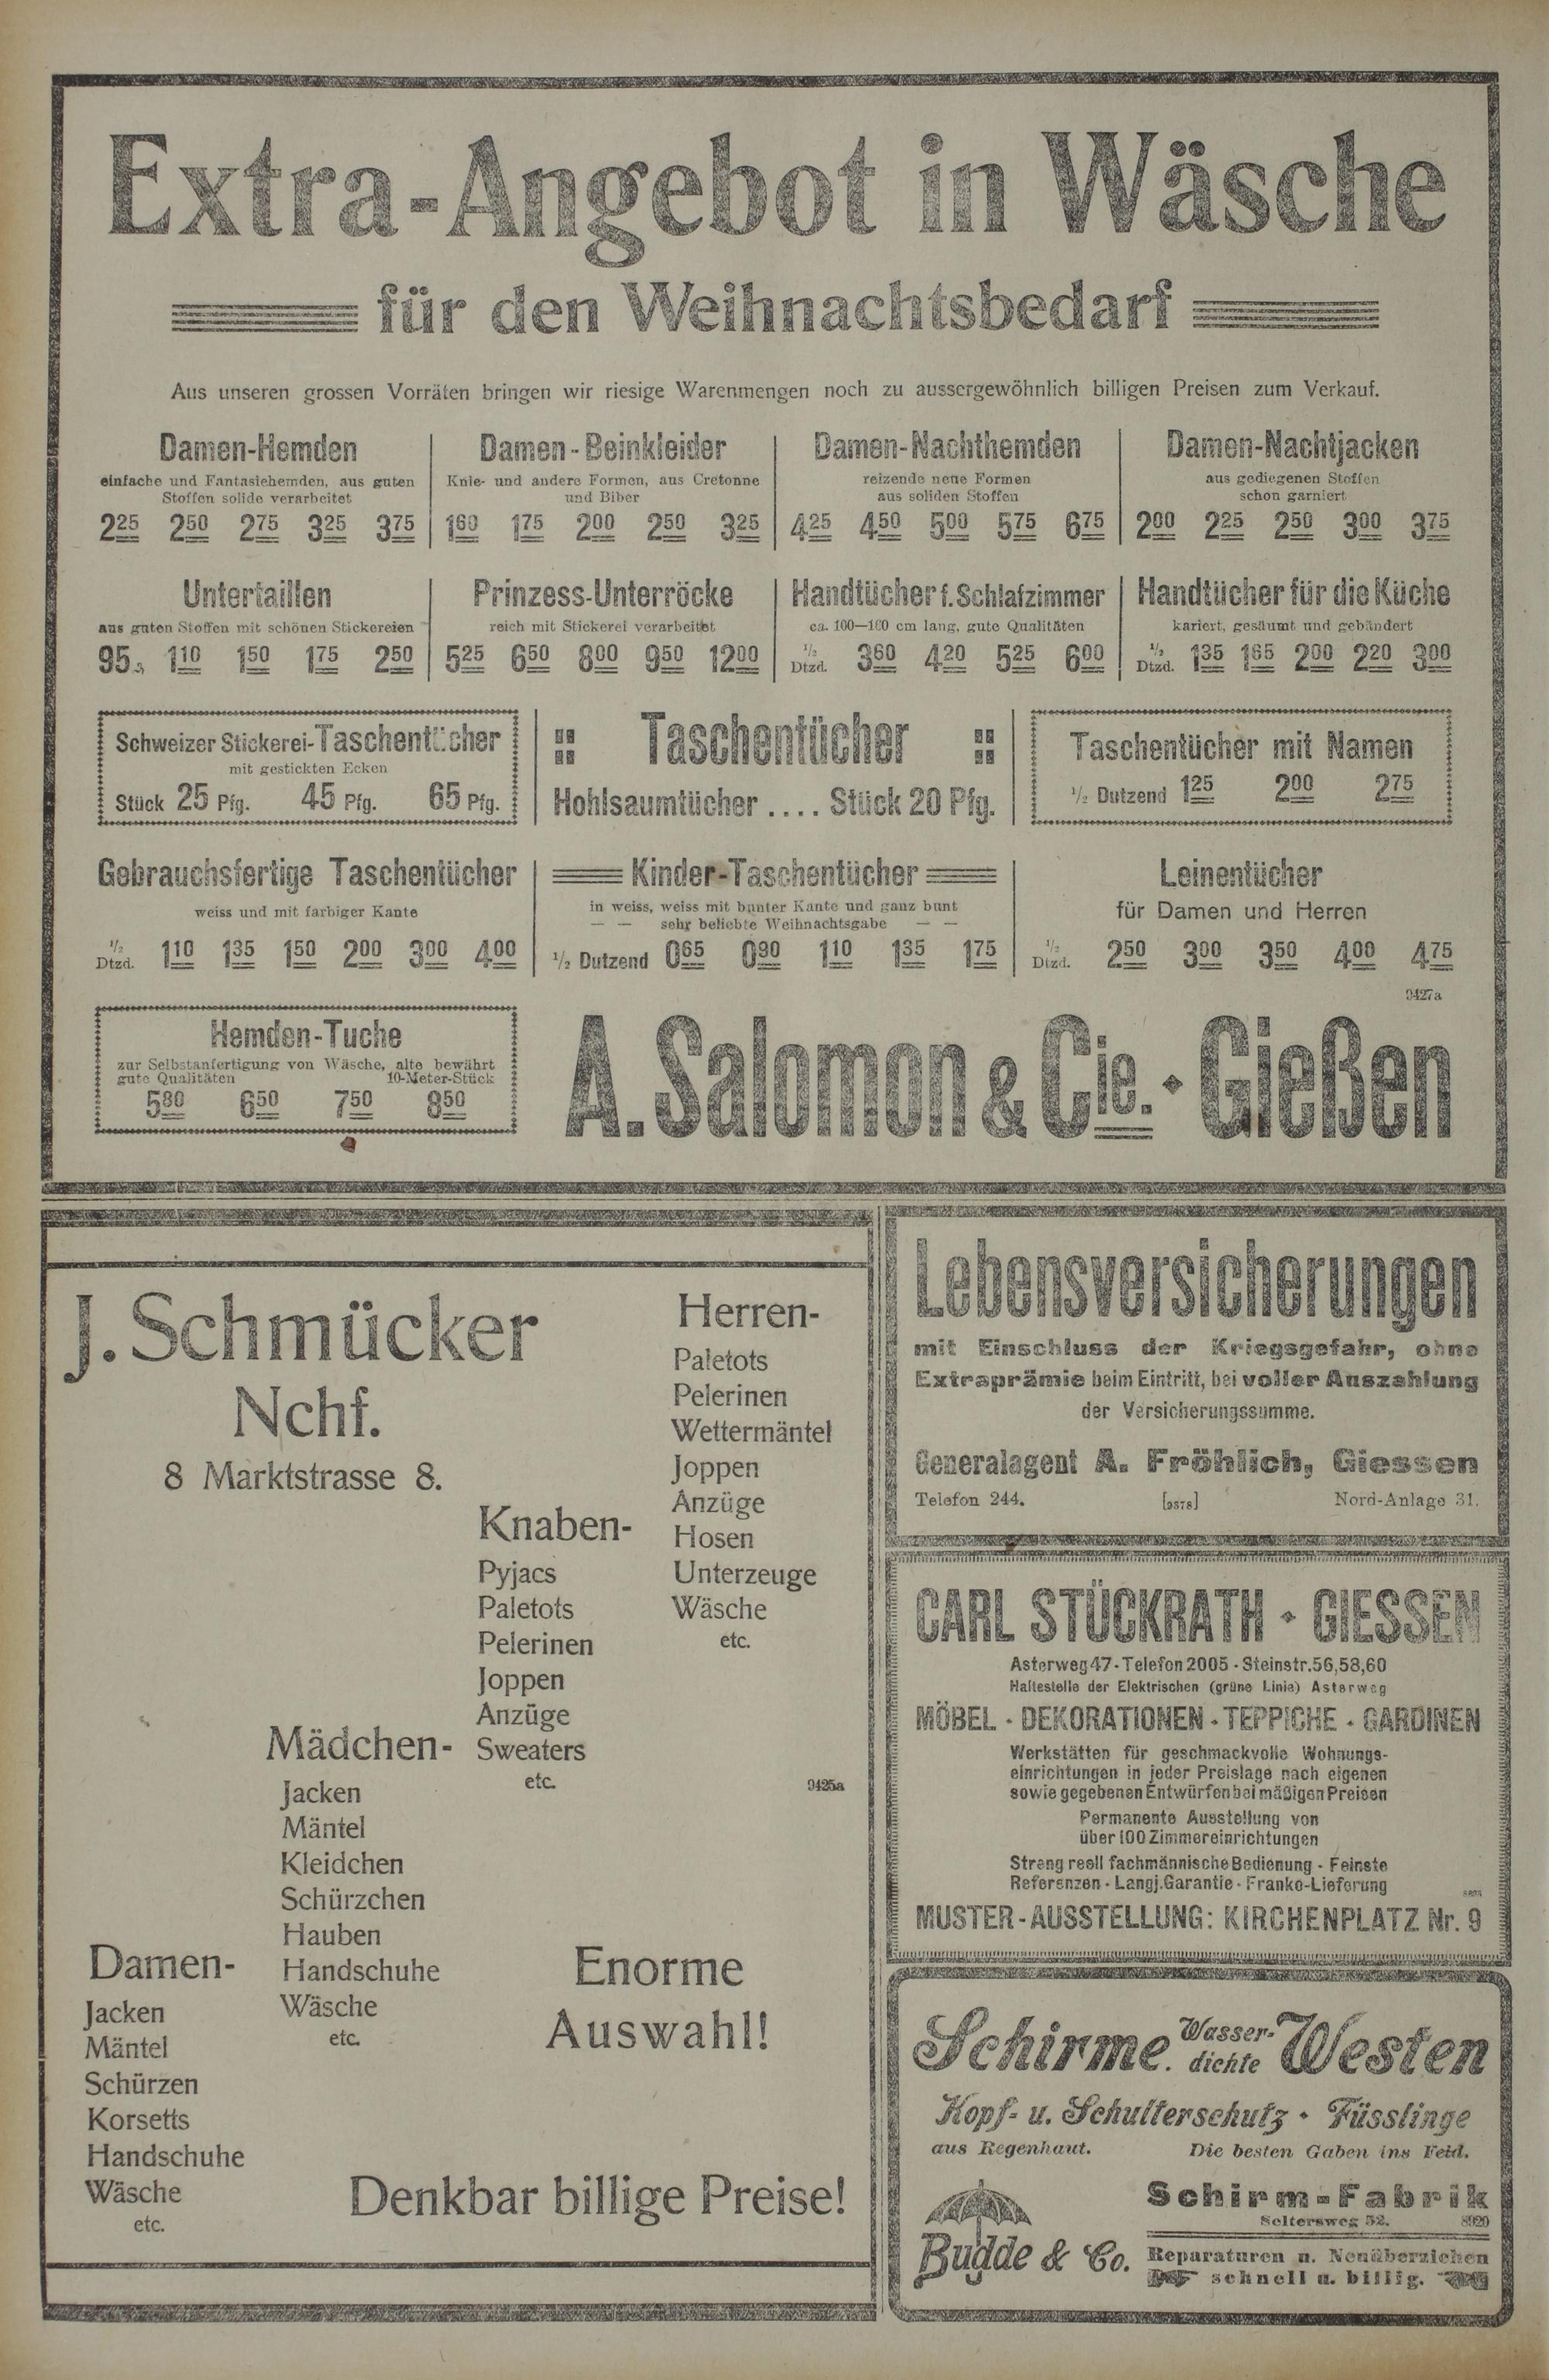 Extra-Angebot in Wäsche
für den Weihnachtsbedarf
Aus unseren grossen Vorräten bringen wir riesige Warenmengen noch zu aussergewöhnlich billigen Preisen zum Verkauf.
Damen-Hemden
einfache und Fantasiehemden, aus guten
Stoffen solide verarbeitet
2.25 2.50 2.75 3.25 3.75
Damen-Beinkleider
Knie- und andere Formen, aus Cretonne
und Biber
1.60 1.75 2.00 2.50 3.25
Damen-Nachthemden
reizende neue Formen
aus soliden Stoffen
4.25 4.50 5.00 5.75 6.75
Damen-Nachtjacken
aus gediegenen Stoffen
schon garniert
2.00 2.25 2.50 3.00 3.75
Untertaillen
aus guten Stoffen mit schönen Stickereien
95 1.10 1.50 1.75 2.50
Prinzess-Unterröcke
reich mit Stickerei verarbeitet
5.25 6.50 8.00 9.50 12.00
Handtücher f. Schlafzimmer
ca. 100—100 cm lang, gute Qualitäten
1/2 Dtzd. 3.60 4.20 5.25 6.00
Handtücher für die Küche
kariert, gesäumt und gebändert
1/2 Dtzd. 1.35 1.65 2.00 2.20 3.00
Schweizer Stickerei-Taschentücher
mit gestickten Ecken
Stück 25 Pfg. 45 Pfg. 65 Pfg.
Taschentücher
Hohlsaumtücher .... Stück 20 Pfg.
Taschentücher mit Namen
1/2 Dutzend 1.25 2.00 2.75
Gebrauchsfertige Taschentücher
weiss und mit farbiger Kante
1/2 Dtzd. 1.10 1.35 1.50 2.00 3.00 4.00
Kinder-Taschentücher
in weiss, weiss mit bunter Kante und ganz bunt
— — sehr beliebte Weihnachtsgabe — —
1/2 Dutzend 0.65 0.90 1.10 1.35 1.75
Leinentücher
für Damen und Herren
1/2 Dtzd. 2.50 3.00 3.50 4.00 4.75
9427a
Hemden-Tuche
zur Selbstanfertigung von Wäsche, alte bewährt
gute Qualitäten 10-Meter-Stück
5.80 6.50 7.50 8.50
A. Salomon & Cie. · Gießen
J. Schmücker
Nchf.
8 Marktstrasse 8.
Herren-
Paletots
Pelerinen
Wettermäntel
Joppen
Anzüge
Hosen
Unterzeuge
Wäsche
etc.
Knaben-
Pyjacs
Paletots
Pelerinen
Joppen
Anzüge
Sweaters
etc.
9425a
Mädchen-
Jacken
Mäntel
Kleidchen
Schürzchen
Hauben
Handschuhe
Wäsche
etc.
Damen-
Jacken
Mäntel
Schürzen
Korsetts
Handschuhe
Wäsche
etc.
Enorme
Auswahl!
Denkbar billige Preise!
Lebensversicherungen
mit Einschluss der Kriegsgefahr, ohne
Extraprämie beim Eintritt, bei voller Auszahlung
der Versicherungssumme.
Generalagent A. Fröhlich, Giessen
Telefon 244. Nord-Anlage 31.
CARL STÜCKRATH · GIESSEN
Asterweg 47 - Telefon 2005 - Steinstr. 56, 58, 60
Haltestelle der Elektrischen (grüne Linie) Asterweg
MÖBEL · DEKORATIONEN · TEPPICHE · GARDINEN
Werkstätten für geschmackvolle Wohnungs-
einrichtungen in jeder Preislage nach eigenen
sowie gegebenen Entwürfen bei mäßigen Preisen
Permanente Ausstellung von
über 100 Zimmereinrichtungen
Streng reell fachmännische Bedienung - Feinste
Referenzen - Langj. Garantie - Franko-Lieferung
MUSTER-AUSSTELLUNG: KIRCHENPLATZ Nr. 9
Schirme. Wasser-
dichte Westen
Kopf- u. Schulterschutz · Füsslinge
aus Regenhaut. Die besten Gaben ins Feld.
Schirm-Fabrik
Seltersweg 52. 8920
Budde & Co.
Reparaturen u. Neuüberziehen
schnell u. billig.